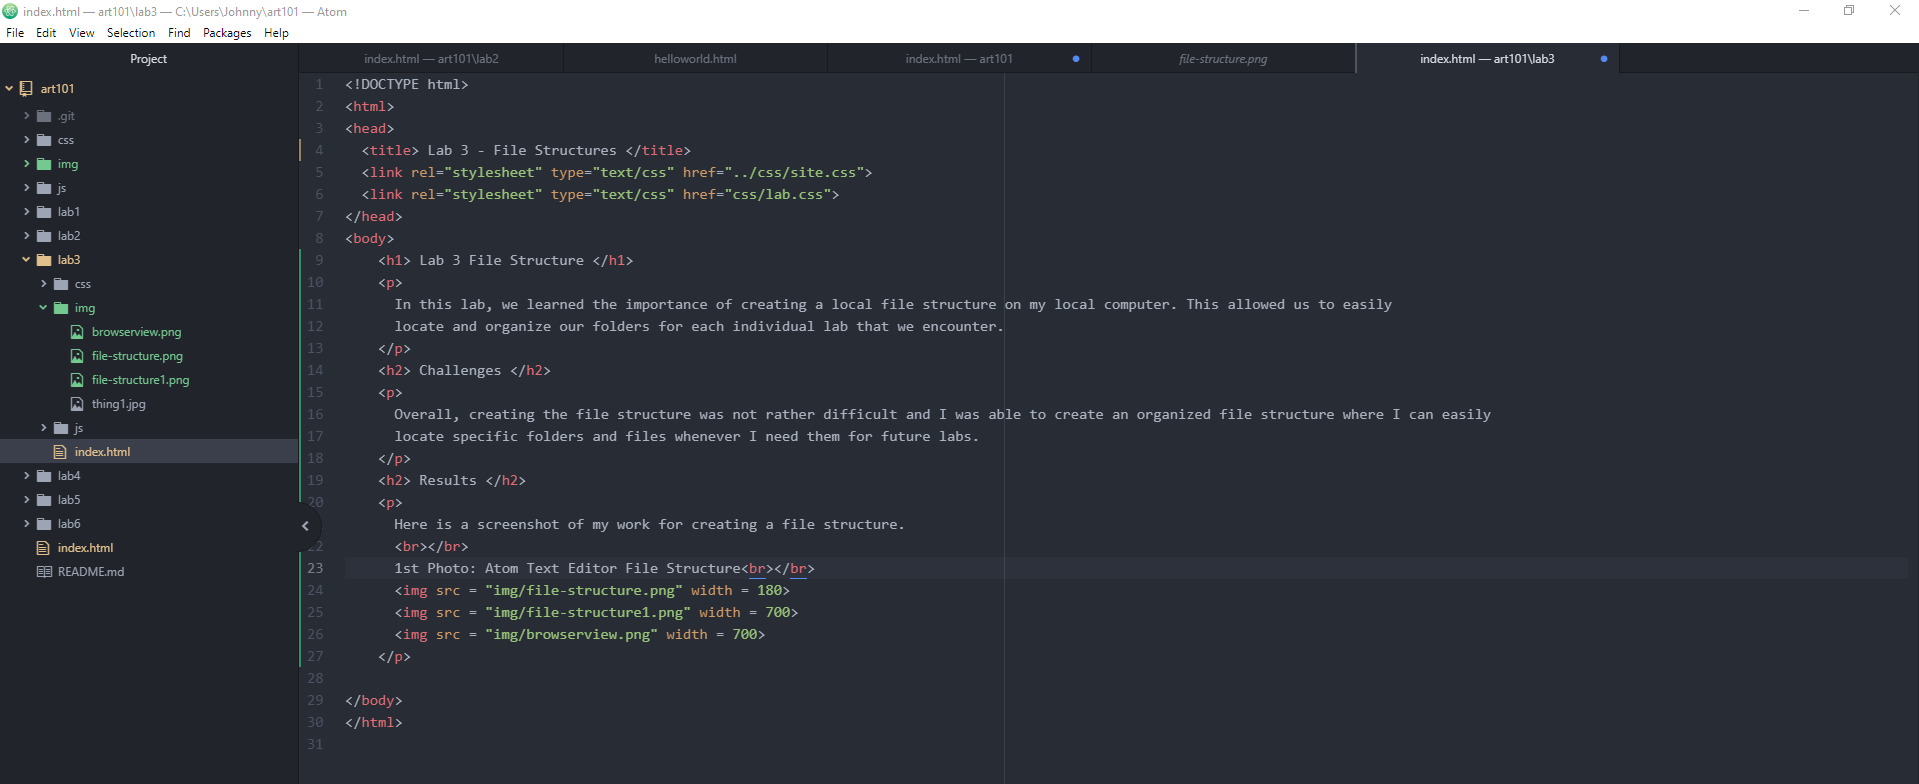 index.html — art101\lab3 — C:\Users\Johnny\art101 — Atom
File Edit View Selection Find Packages Help
Project
index.html — art101\lab2
helloworld.html
index.html — art101
file-structure.png
index.html — art101\lab3
art101
.git
css
img
js
lab1
lab2
lab3
css
img
browserview.png
file-structure.png
file-structure1.png
thing1.jpg
js
index.html
lab4
lab5
lab6
index.html
README.md
1 <!DOCTYPE html>
2 <html>
3 <head>
4 <title> Lab 3 - File Structures </title>
5 <link rel="stylesheet" type="text/css" href="../css/site.css">
6 <link rel="stylesheet" type="text/css" href="css/lab.css">
7 </head>
8 <body>
9 <h1> Lab 3 File Structure </h1>
10 <p>
11 In this lab, we learned the importance of creating a local file structure on my local computer. This allowed us to easily
12 locate and organize our folders for each individual lab that we encounter.
13 </p>
14 <h2> Challenges </h2>
15 <p>
16 Overall, creating the file structure was not rather difficult and I was able to create an organized file structure where I can easily
17 locate specific folders and files whenever I need them for future labs.
18 </p>
19 <h2> Results </h2>
20 <p>
Here is a screenshot of my work for creating a file structure.
22 <br></br>
23 1st Photo: Atom Text Editor File Structure<br></br>
24 <img src = "img/file-structure.png" width = 180>
25 <img src = "img/file-structure1.png" width = 700>
26 <img src = "img/browserview.png" width = 700>
27 </p>
28
29 </body>
30 </html>
31